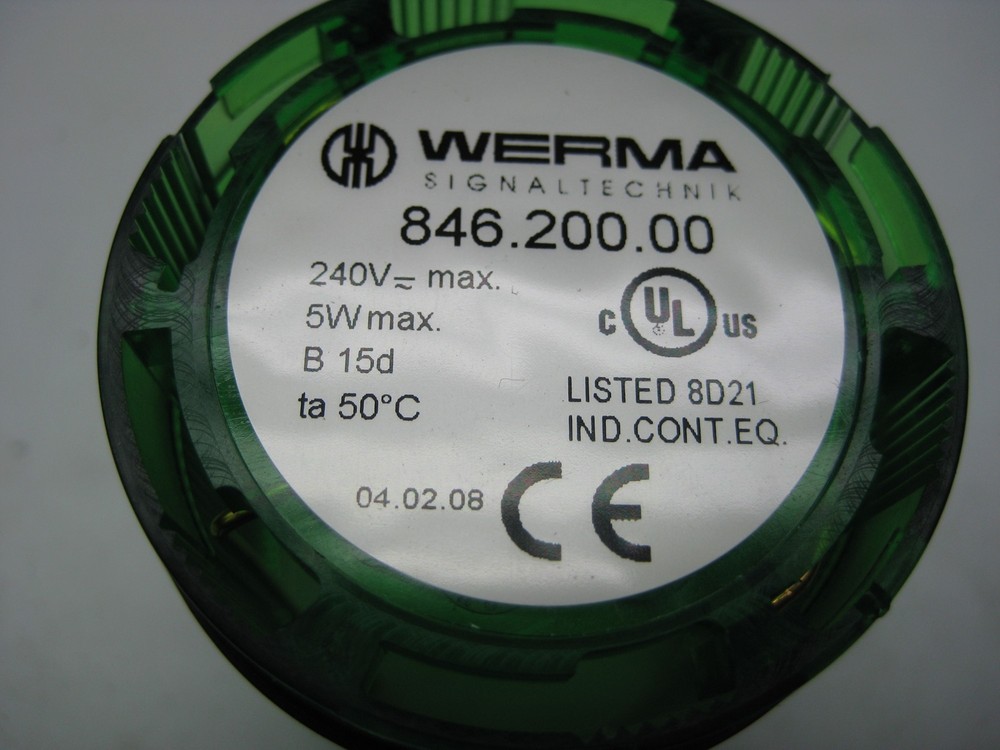 WERMA
SIGNALTECHNIK
846.200.00
240V⎓ max.
5W max.
B 15d
ta 50°C
C UL US
LISTED 8D21
IND.CONT.EQ.
04.02.08
CE